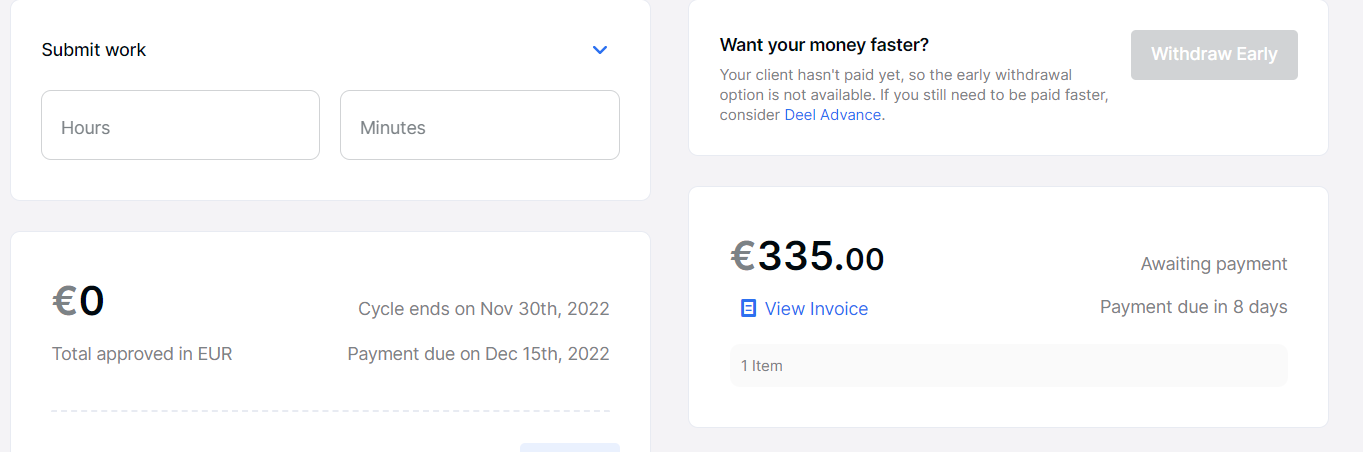 Submit work
Hours
Minutes
€0
Cycle ends on Nov 30th, 2022
Total approved in EUR
Payment due on Dec 15th, 2022
Want your money faster?
Withdraw Early
Your client hasn't paid yet, so the early withdrawal
option is not available. If you still need to be paid faster,
consider Deel Advance.
€335.00
Awaiting payment
View Invoice
Payment due in 8 days
1 Item